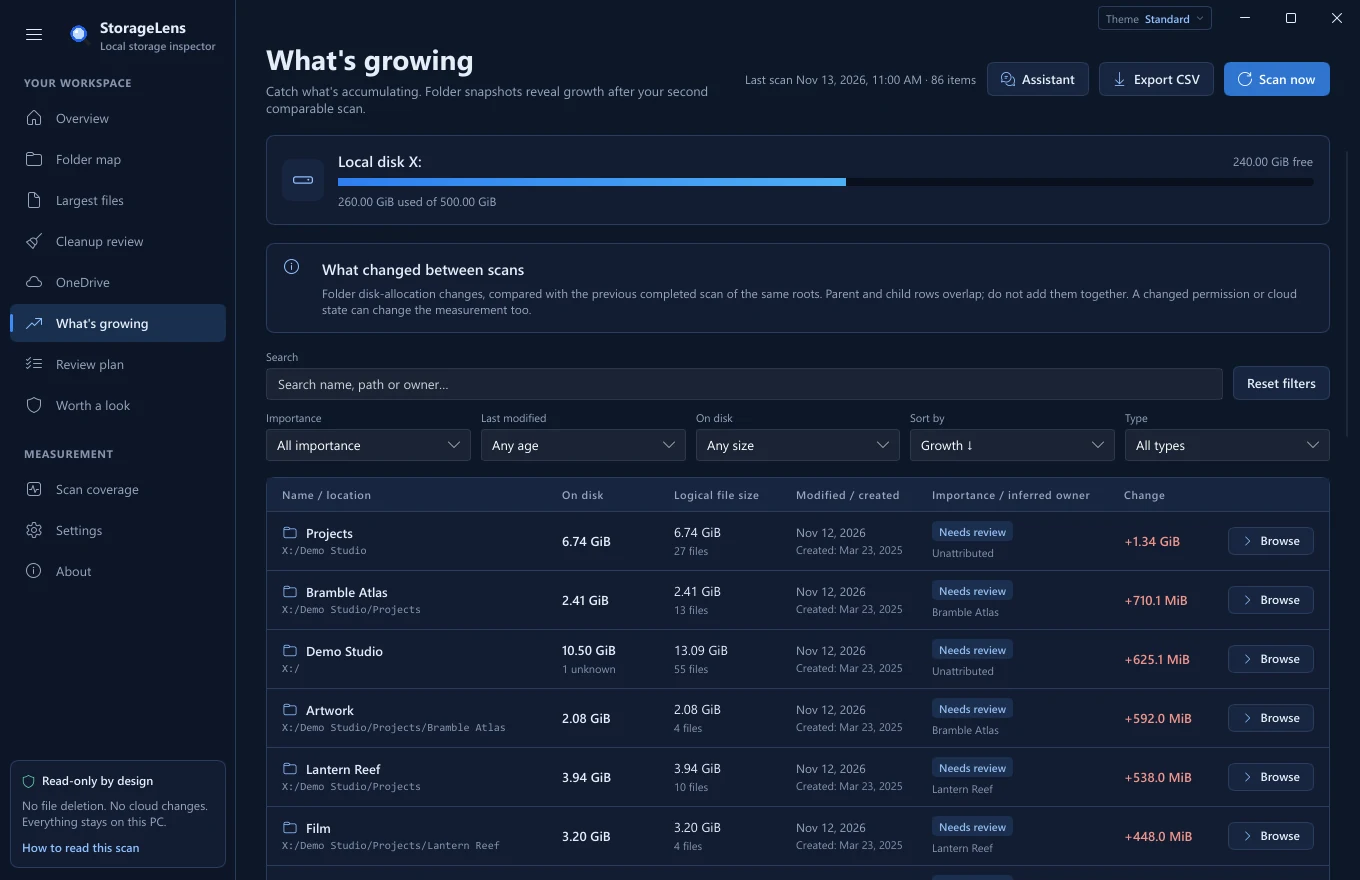 StorageLens
Local storage inspector
YOUR WORKSPACE
Overview
Folder map
Largest files
Cleanup review
OneDrive
What's growing
Review plan
Worth a look
MEASUREMENT
Scan coverage
Settings
About
Read-only by design
No file deletion. No cloud changes.
Everything stays on this PC.
How to read this scan
Theme Standard
What's growing
Catch what's accumulating. Folder snapshots reveal growth after your second
comparable scan.
Last scan Nov 13, 2026, 11:00 AM · 86 items
Assistant
Export CSV
Scan now
Local disk X:
240.00 GiB free
260.00 GiB used of 500.00 GiB
What changed between scans
Folder disk-allocation changes, compared with the previous completed scan of the same roots. Parent and child rows overlap; do not add them together. A changed permission or cloud
state can change the measurement too.
Search
Search name, path or owner...
Reset filters
Importance Last modified On disk Sort by Type
All importance Any age Any size Growth ↓ All types
Name / location On disk Logical file size Modified / created Importance / inferred owner Change
Projects 6.74 GiB 6.74 GiB Nov 12, 2026 Needs review +1.34 GiB Browse
X:/Demo Studio 27 files Created: Mar 23, 2025 Unattributed
Bramble Atlas 2.41 GiB 2.41 GiB Nov 12, 2026 Needs review +710.1 MiB Browse
X:/Demo Studio/Projects 13 files Created: Mar 23, 2025 Bramble Atlas
Demo Studio 10.50 GiB 13.09 GiB Nov 12, 2026 Needs review +625.1 MiB Browse
X:/ 1 unknown 55 files Created: Mar 23, 2025 Unattributed
Artwork 2.08 GiB 2.08 GiB Nov 12, 2026 Needs review +592.0 MiB Browse
X:/Demo Studio/Projects/Bramble Atlas 4 files Created: Mar 23, 2025 Bramble Atlas
Lantern Reef 3.94 GiB 3.94 GiB Nov 12, 2026 Needs review +538.0 MiB Browse
X:/Demo Studio/Projects 10 files Created: Mar 23, 2025 Lantern Reef
Film 3.20 GiB 3.20 GiB Nov 12, 2026 Needs review +448.0 MiB Browse
X:/Demo Studio/Projects/Lantern Reef 4 files Created: Mar 23, 2025 Lantern Reef